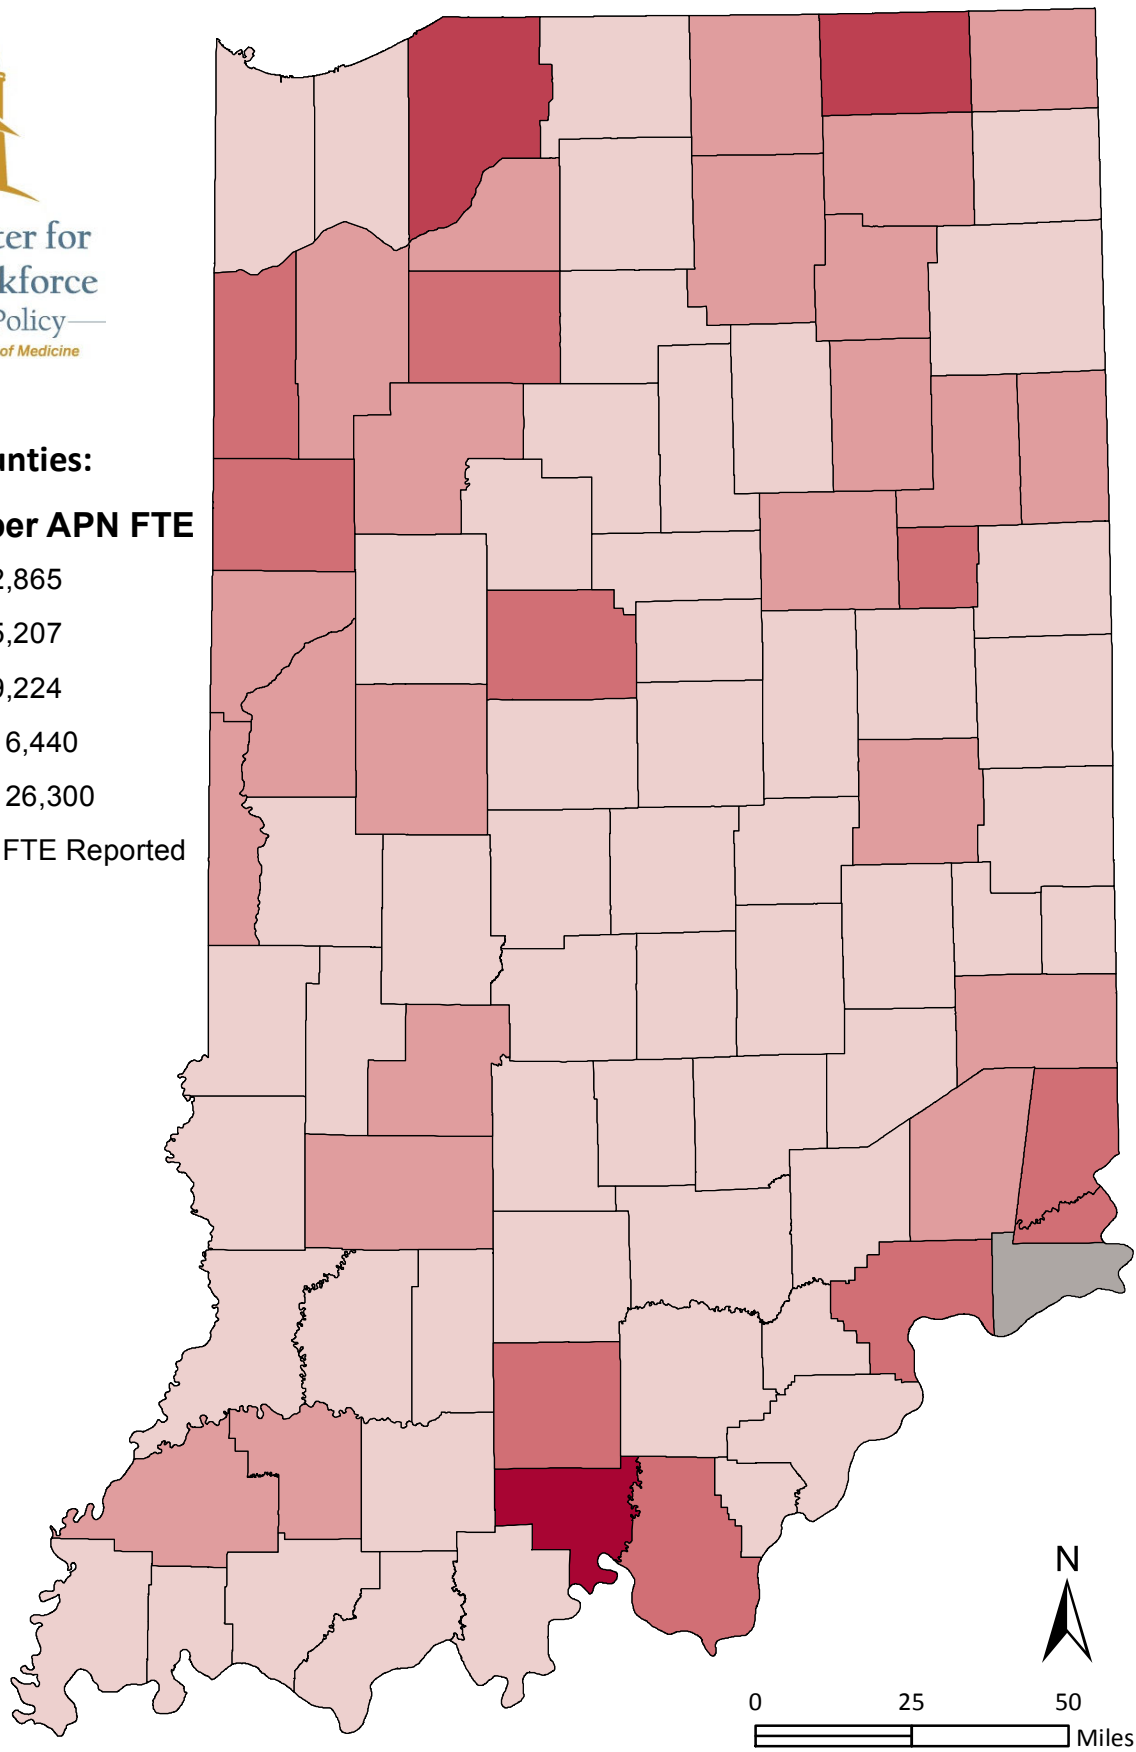 ter for
kforce
Policy
of Medicine
unties:
per APN FTE
2,865
5,207
9,224
6,440
26,300
FTE Reported
N
0 25 50
Miles